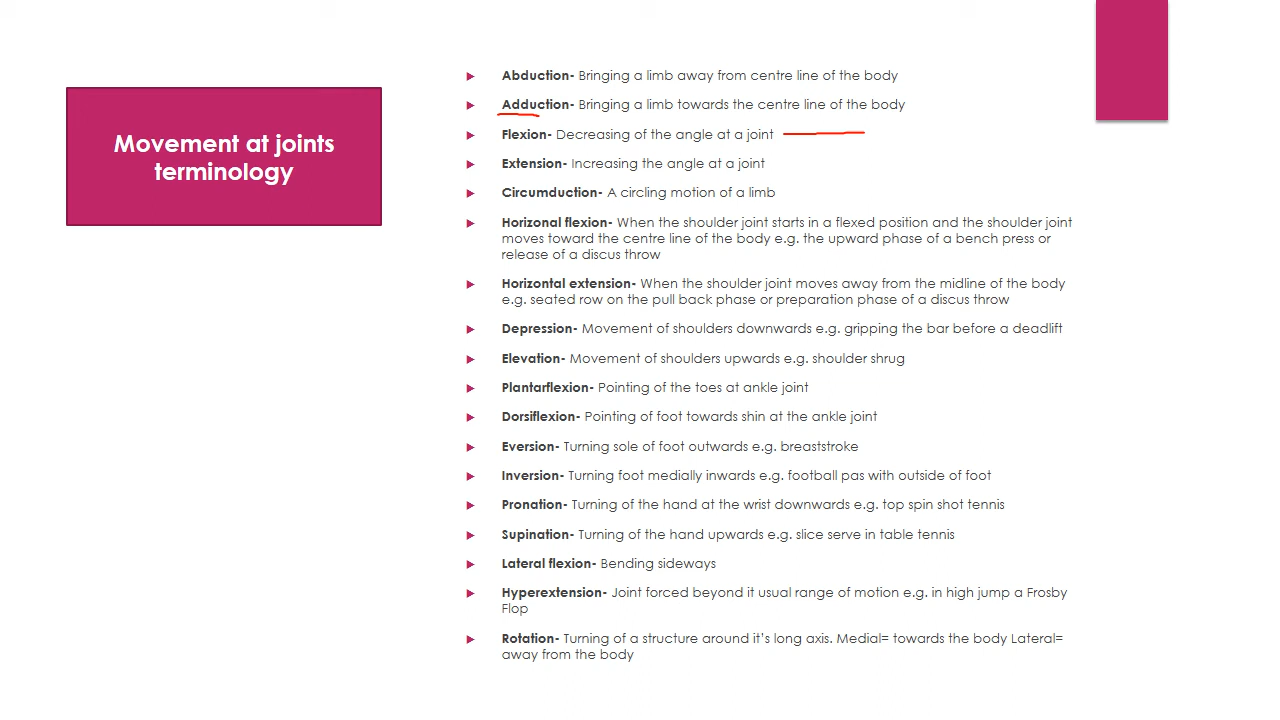 Movement at joints
terminology
Abduction- Bringing a limb away from centre line of the body
Adduction- Bringing a limb towards the centre line of the body
Flexion- Decreasing of the angle at a joint
Extension- Increasing the angle at a joint
Circumduction- A circling motion of a limb
Horizonal flexion- When the shoulder joint starts in a flexed position and the shoulder joint
moves toward the centre line of the body e.g. the upward phase of a bench press or
release of a discus throw
Horizontal extension- When the shoulder joint moves away from the midline of the body
e.g. seated row on the pull back phase or preparation phase of a discus throw
Depression- Movement of shoulders downwards e.g. gripping the bar before a deadlift
Elevation- Movement of shoulders upwards e.g. shoulder shrug
Plantarflexion- Pointing of the toes at ankle joint
Dorsiflexion- Pointing of foot towards shin at the ankle joint
Eversion- Turning sole of foot outwards e.g. breaststroke
Inversion- Turning foot medially inwards e.g. football pas with outside of foot
Pronation- Turning of the hand at the wrist downwards e.g. top spin shot tennis
Supination- Turning of the hand upwards e.g. slice serve in table tennis
Lateral flexion- Bending sideways
Hyperextension- Joint forced beyond it usual range of motion e.g. in high jump a Frosby
Flop
Rotation- Turning of a structure around it's long axis. Medial= towards the body Lateral=
away from the body